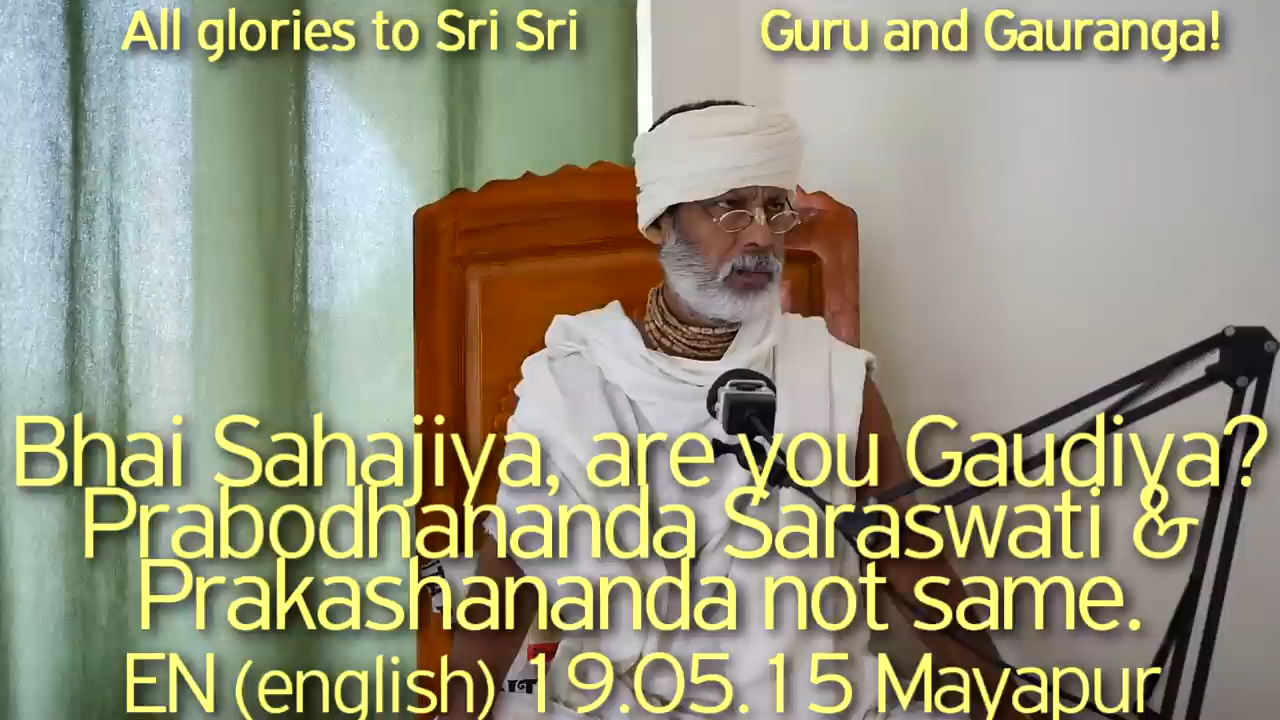 All glories to Sri Sri Guru and Gauranga!
Bhai Sahajiya, are you Gaudiya?
Prabodhananda Saraswati &
Prakashananda not same.
EN (english) 19.05.15 Mayapur